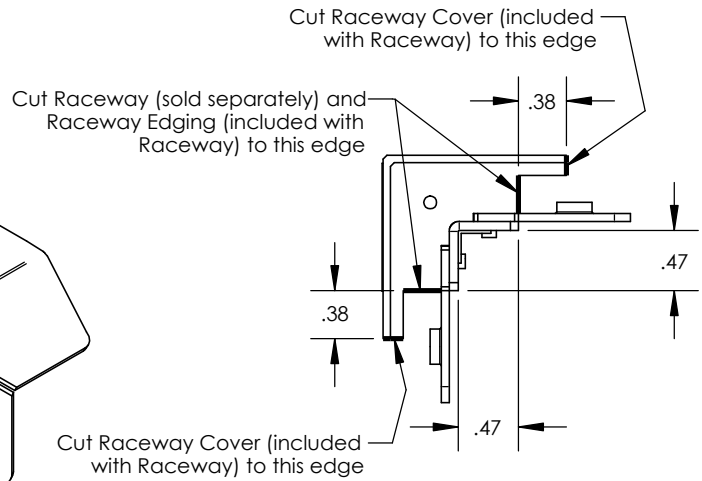 Cut Raceway Cover (included
with Raceway) to this edge
Cut Raceway (sold separately) and
Raceway Edging (included with
Raceway) to this edge
.38
.47
.38
.47
Cut Raceway Cover (included
with Raceway) to this edge